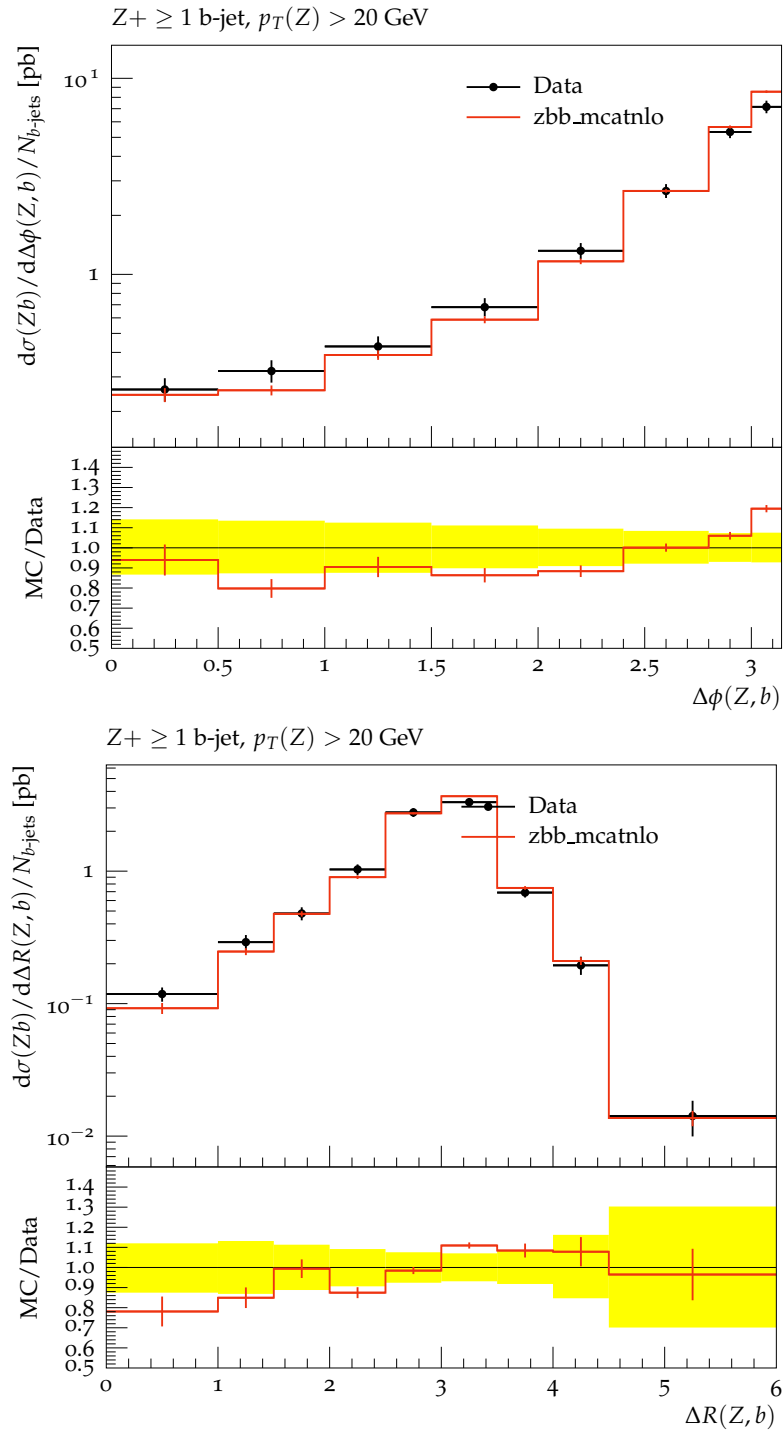 Z+ ≥ 1 b-jet, p_T(Z) > 20 GeV
dσ(Zb)/dΔϕ(Z, b)/N_b-jets [pb]
10^1
1
Data
zbb_mcatnlo
MC/Data
1.4
1.3
1.2
1.1
1.0
0.9
0.8
0.7
0.6
0.5
0 0.5 1 1.5 2 2.5 3
Δϕ(Z, b)
Z+ ≥ 1 b-jet, p_T(Z) > 20 GeV
dσ(Zb)/dΔR(Z, b)/N_b-jets [pb]
1
10^−1
10^−2
Data
zbb_mcatnlo
MC/Data
1.4
1.3
1.2
1.1
1.0
0.9
0.8
0.7
0.6
0.5
0 1 2 3 4 5 6
ΔR(Z, b)